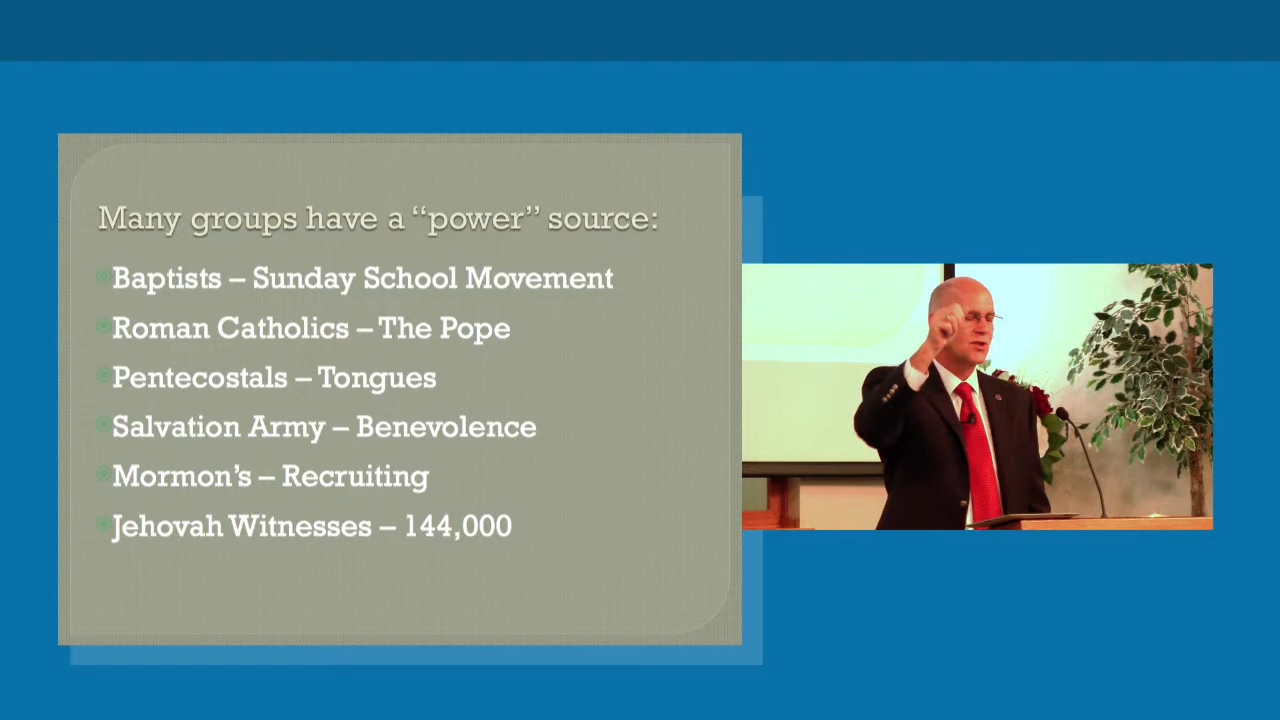 Many groups have a “power” source:
Baptists – Sunday School Movement
Roman Catholics – The Pope
Pentecostals – Tongues
Salvation Army – Benevolence
Mormon’s – Recruiting
Jehovah Witnesses – 144,000